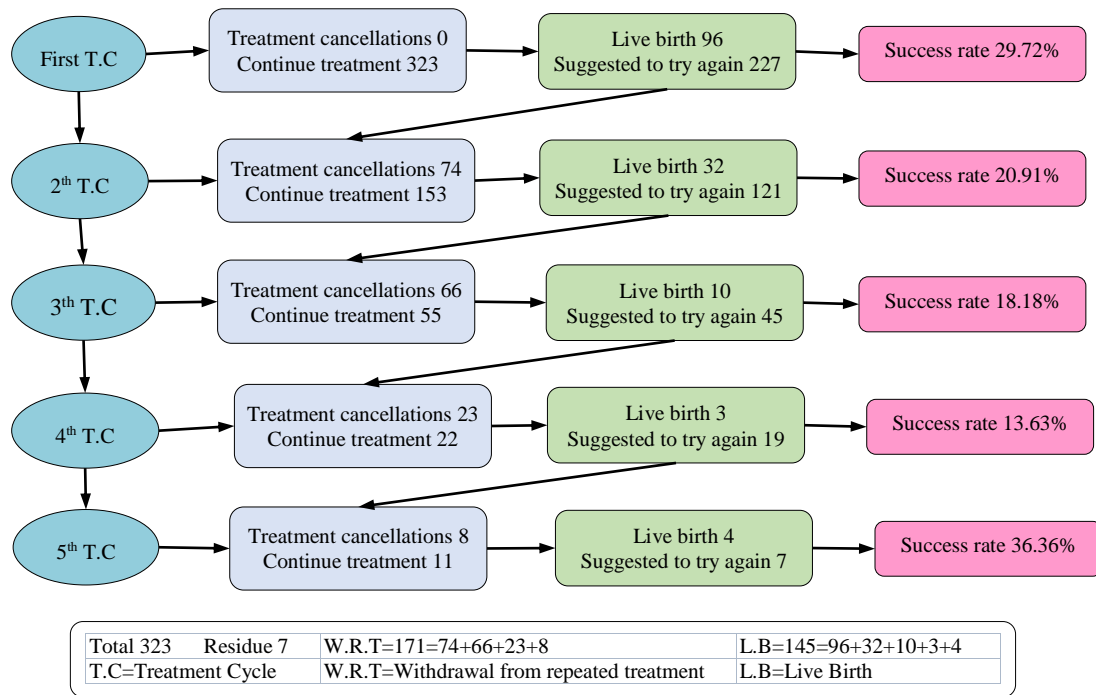 First T.C
Treatment cancellations 0
Continue treatment 323
Live birth 96
Suggested to try again 227
Success rate 29.72%
2th T.C
Treatment cancellations 74
Continue treatment 153
Live birth 32
Suggested to try again 121
Success rate 20.91%
3th T.C
Treatment cancellations 66
Continue treatment 55
Live birth 10
Suggested to try again 45
Success rate 18.18%
4th T.C
Treatment cancellations 23
Continue treatment 22
Live birth 3
Suggested to try again 19
Success rate 13.63%
5th T.C
Treatment cancellations 8
Continue treatment 11
Live birth 4
Suggested to try again 7
Success rate 36.36%
Total 323 Residue 7 W.R.T=171=74+66+23+8 L.B=145=96+32+10+3+4
T.C=Treatment Cycle W.R.T=Withdrawal from repeated treatment L.B=Live Birth